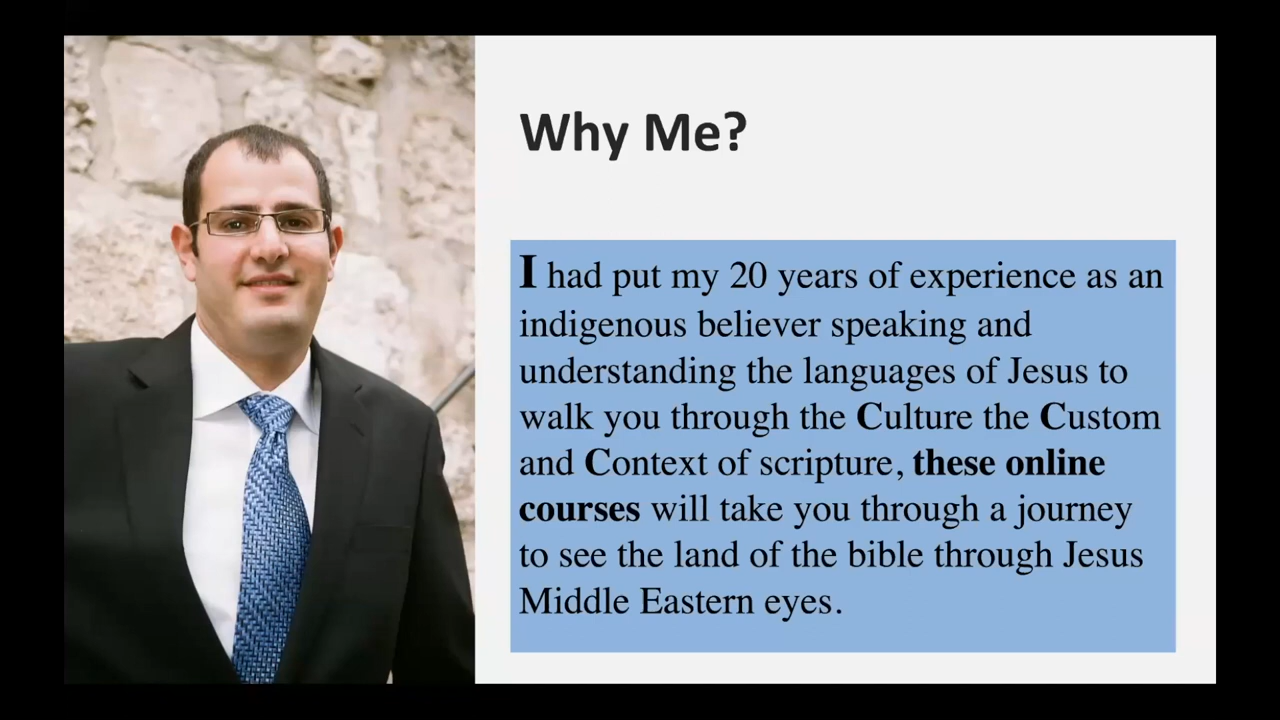 Why Me?
I had put my 20 years of experience as an
indigenous believer speaking and
understanding the languages of Jesus to
walk you through the Culture the Custom
and Context of scripture, these online
courses will take you through a journey
to see the land of the bible through Jesus
Middle Eastern eyes.